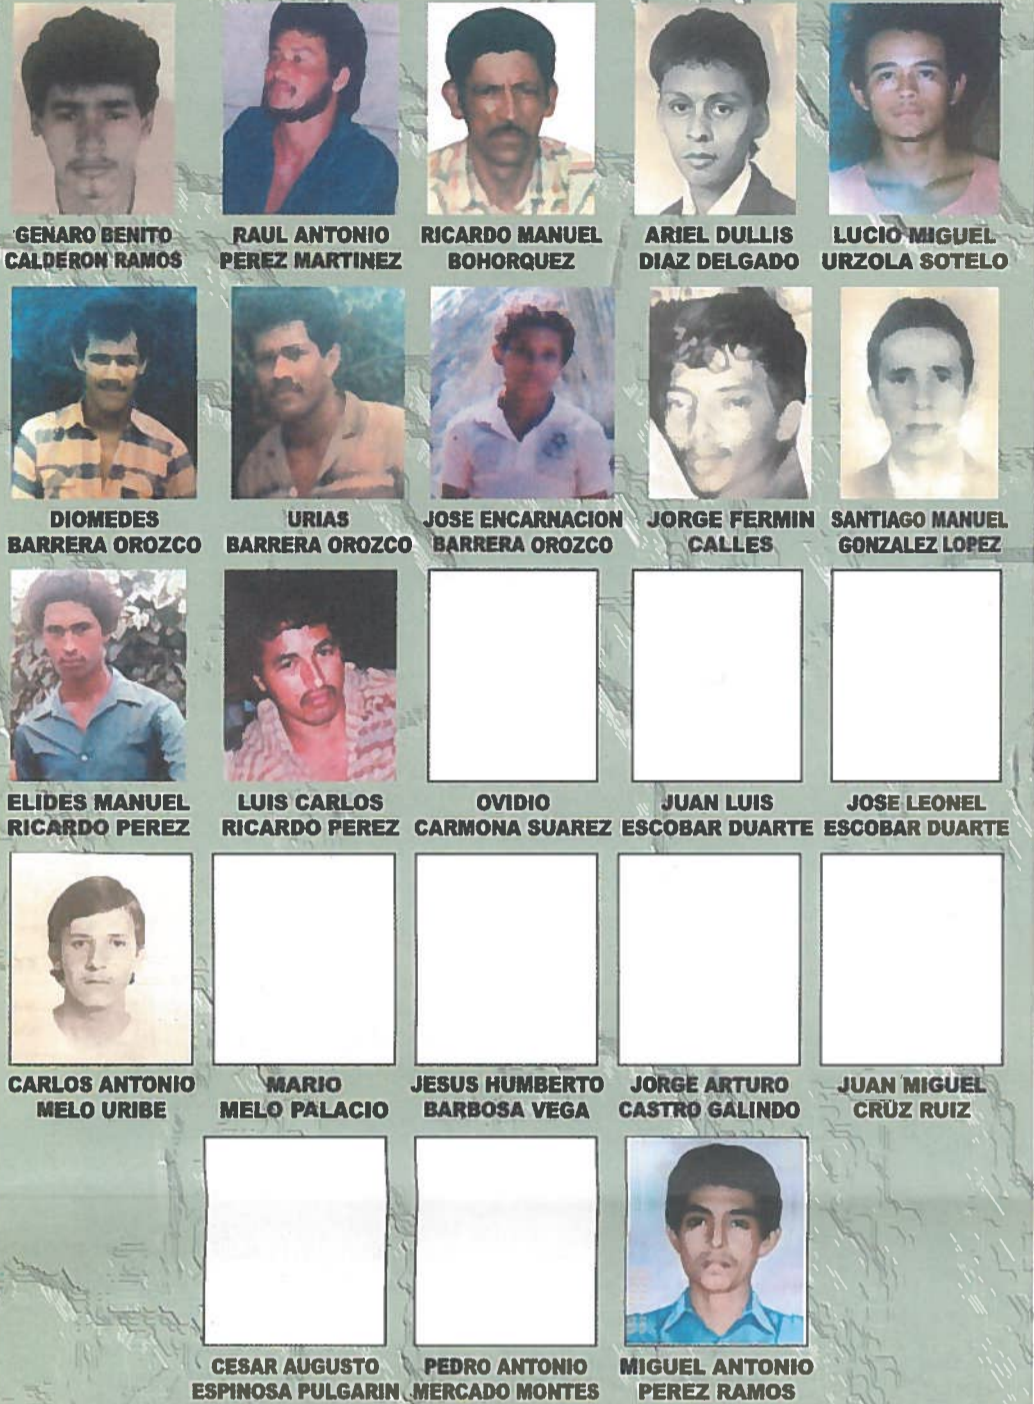 GENARO BENITO
CALDERON RAMOS
RAUL ANTONIO
PEREZ MARTINEZ
RICARDO MANUEL
BOHORQUEZ
ARIEL DULLIS
DIAZ DELGADO
LUCIO MIGUEL
URZOLA SOTELO
DIOMEDES
BARRERA OROZCO
URIAS
BARRERA OROZCO
JOSE ENCARNACION
BARRERA OROZCO
JORGE FERMIN
CALLES
SANTIAGO MANUEL
GONZALEZ LOPEZ
ELIDES MANUEL
RICARDO PEREZ
LUIS CARLOS
RICARDO PEREZ
OVIDIO
CARMONA SUAREZ
JUAN LUIS
ESCOBAR DUARTE
JOSE LEONEL
ESCOBAR DUARTE
CARLOS ANTONIO
MELO URIBE
MARIO
MELO PALACIO
JESUS HUMBERTO
BARBOSA VEGA
JORGE ARTURO
CASTRO GALINDO
JUAN MIGUEL
CRUZ RUIZ
CESAR AUGUSTO
ESPINOSA PULGARIN
PEDRO ANTONIO
MERCADO MONTES
MIGUEL ANTONIO
PEREZ RAMOS